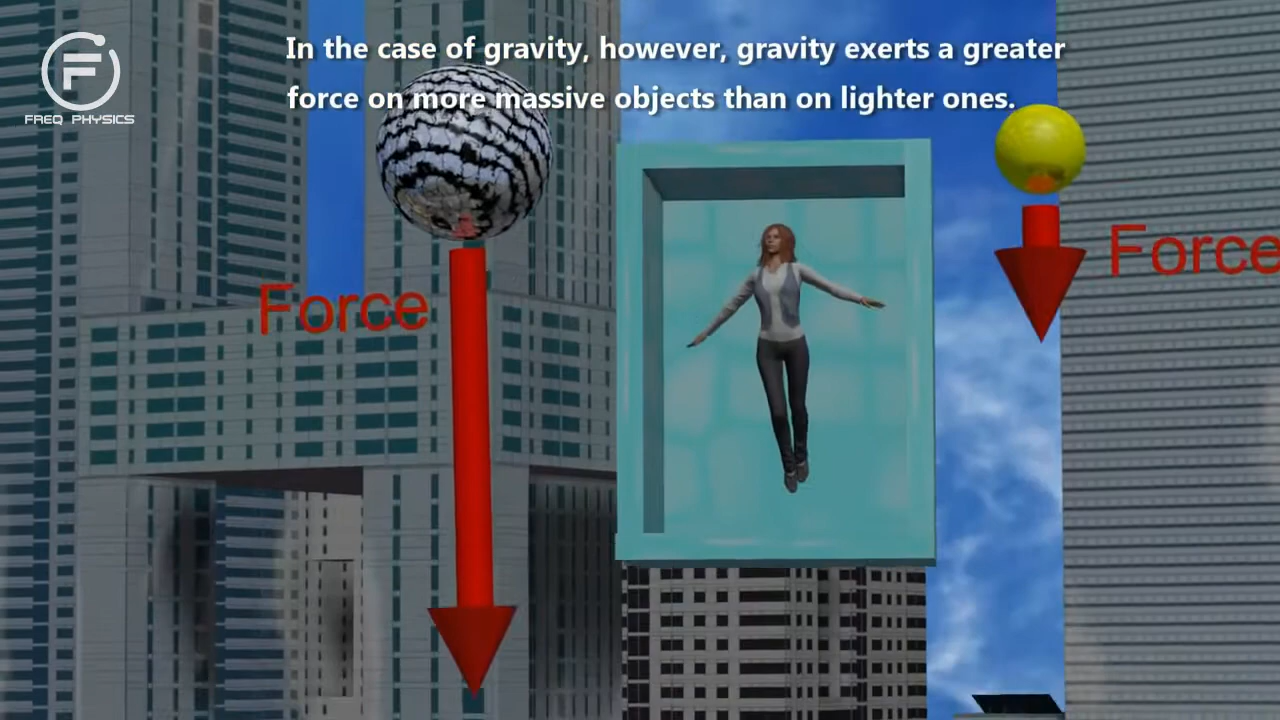 In the case of gravity, however, gravity exerts a greater
force on more massive objects than on lighter ones.
FREQ PHYSICS
Force
Force